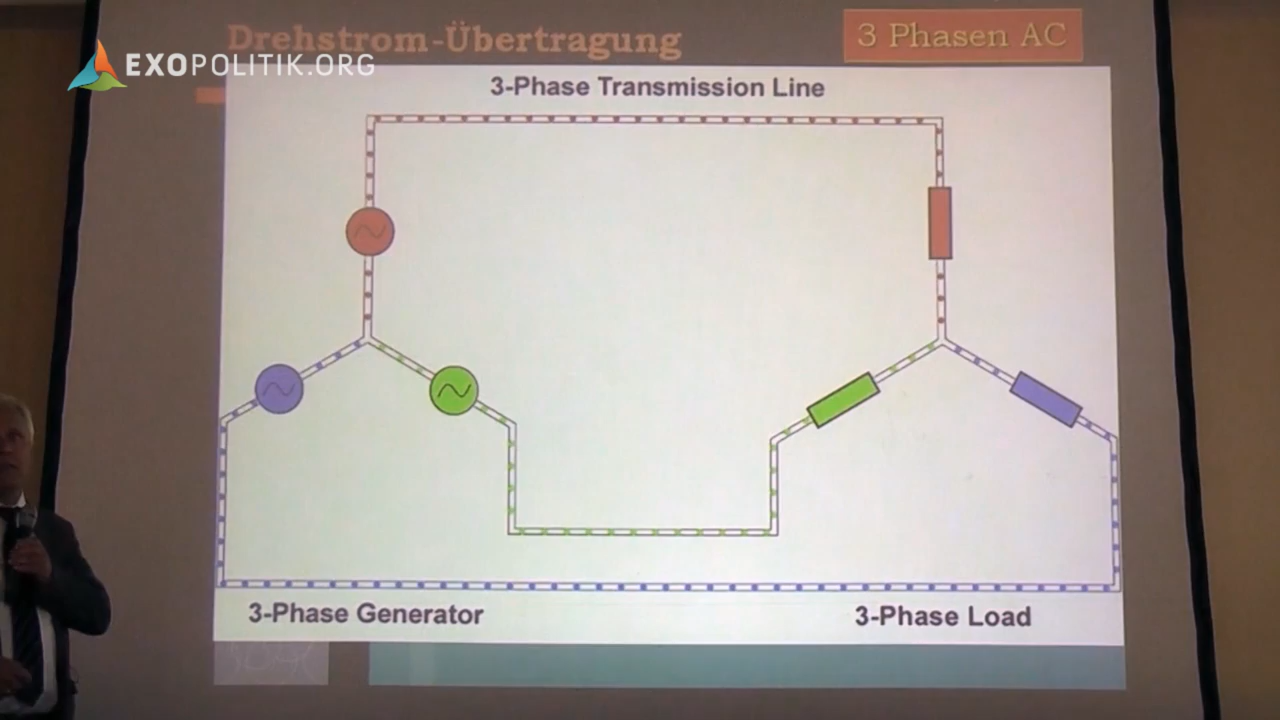 Drehstrom-Übertragung
3 Phasen AC
EXOPOLITIK.ORG
3-Phase Transmission Line
3-Phase Generator
3-Phase Load